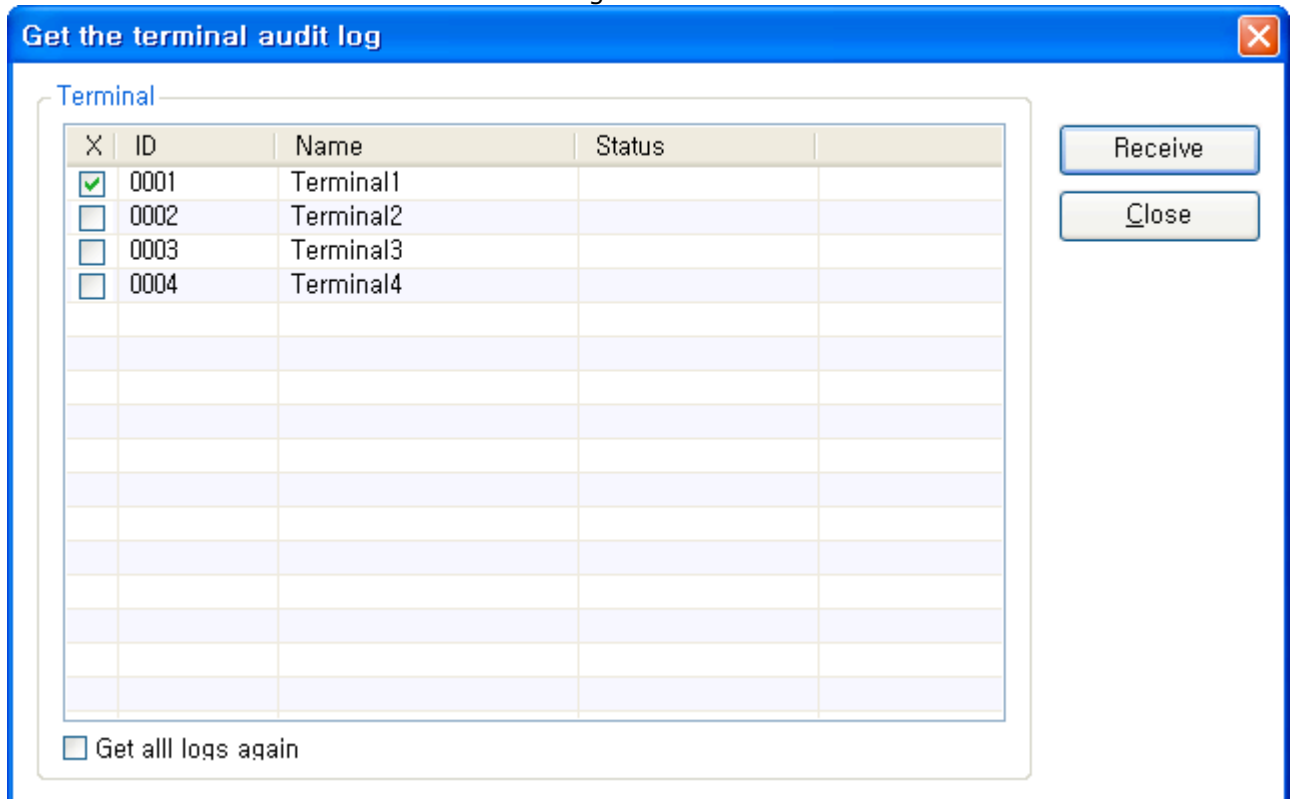 Get the terminal audit log
Terminal
X ID Name Status
0001 Terminal1
0002 Terminal2
0003 Terminal3
0004 Terminal4
Get alll logs again
Receive
Close